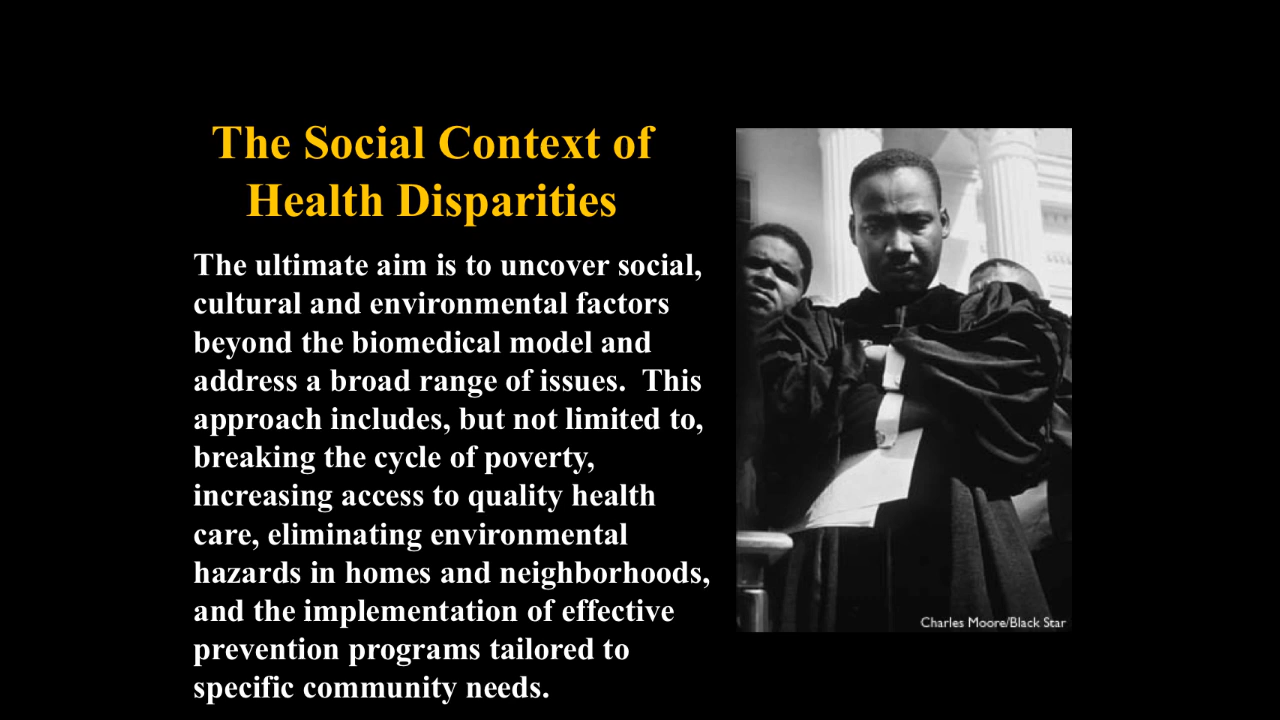 The Social Context of
Health Disparities
The ultimate aim is to uncover social,
cultural and environmental factors
beyond the biomedical model and
address a broad range of issues.  This
approach includes, but not limited to,
breaking the cycle of poverty,
increasing access to quality health
care, eliminating environmental
hazards in homes and neighborhoods,
and the implementation of effective
prevention programs tailored to
specific community needs.
Charles Moore/Black Star